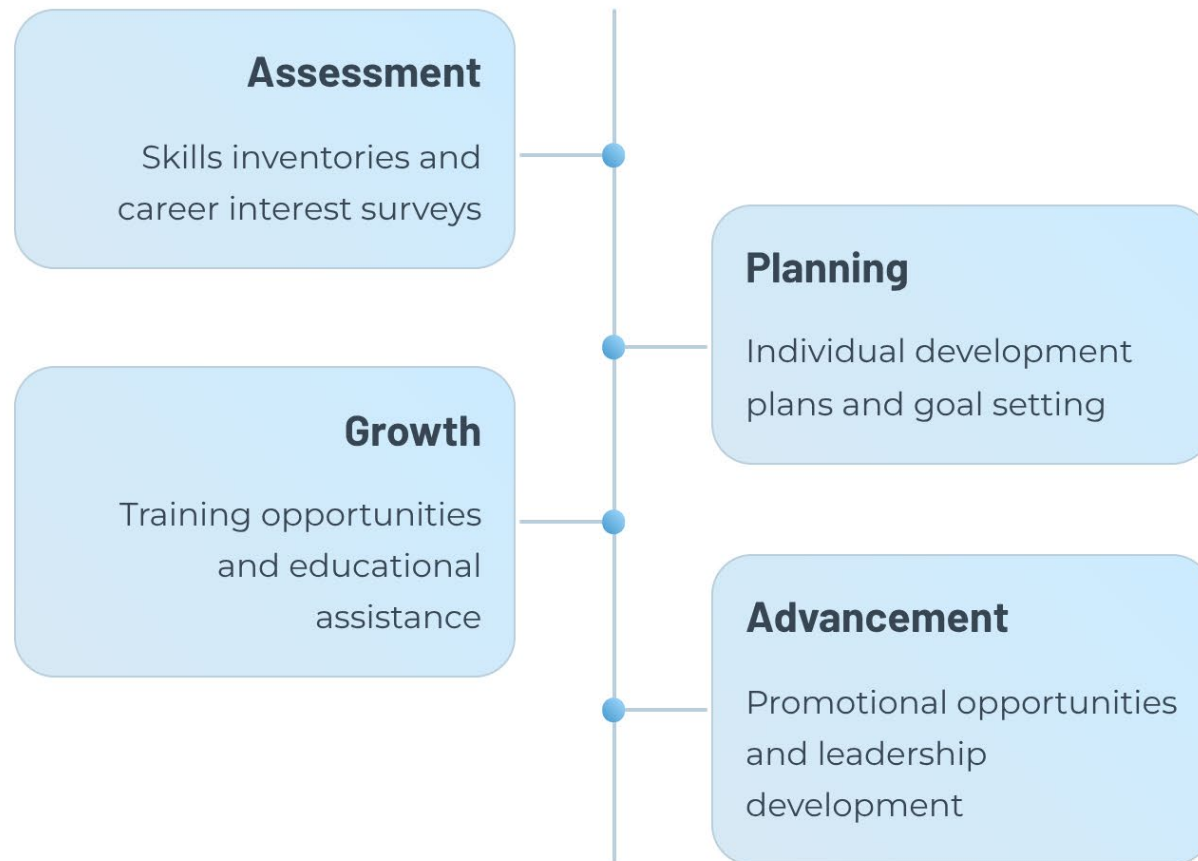 Assessment
Skills inventories and
career interest surveys
Planning
Individual development
plans and goal setting
Growth
Training opportunities
and educational
assistance
Advancement
Promotional opportunities
and leadership
development